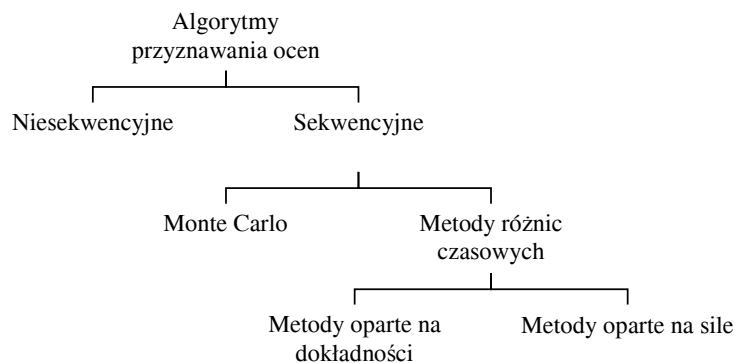 Algorytmy
przyznawania ocen
Niesekwencyjne
Sekwencyjne
Monte Carlo
Metody różnic
czasowych
Metody oparte na
dokładności
Metody oparte na sile